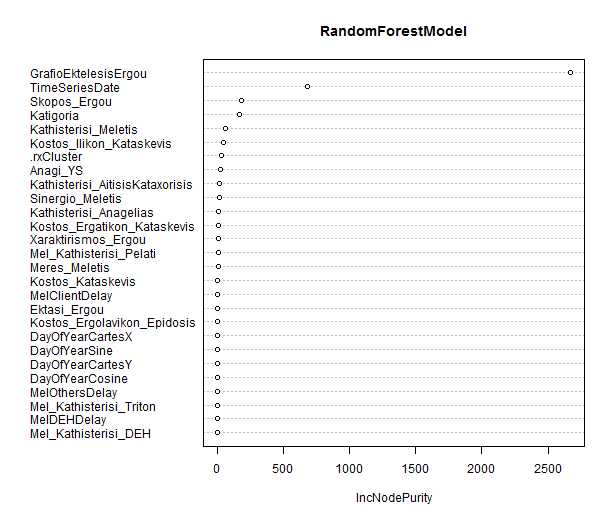 RandomForestModel
GrafioEktelesisErgou
TimeSeriesDate
Skopos_Ergou
Katigoria
Kathisterisi_Meletis
Kostos_Ilikon_Kataskevis
.rxCluster
Anagi_YS
Kathisterisi_AitisisKataxorisis
Sinergio_Meletis
Kathisterisi_Anagelias
Kostos_Ergatikon_Kataskevis
Xaraktirismos_Ergou
Mel_Kathisterisi_Pelati
Meres_Meletis
Kostos_Kataskevis
MelClientDelay
Ektasi_Ergou
Kostos_Ergolavikon_Epidosis
DayOfYearCartesX
DayOfYearSine
DayOfYearCartesY
DayOfYearCosine
MelOthersDelay
Mel_Kathisterisi_Triton
MelDEHDelay
Mel_Kathisterisi_DEH
0 500 1000 1500 2000 2500
IncNodePurity